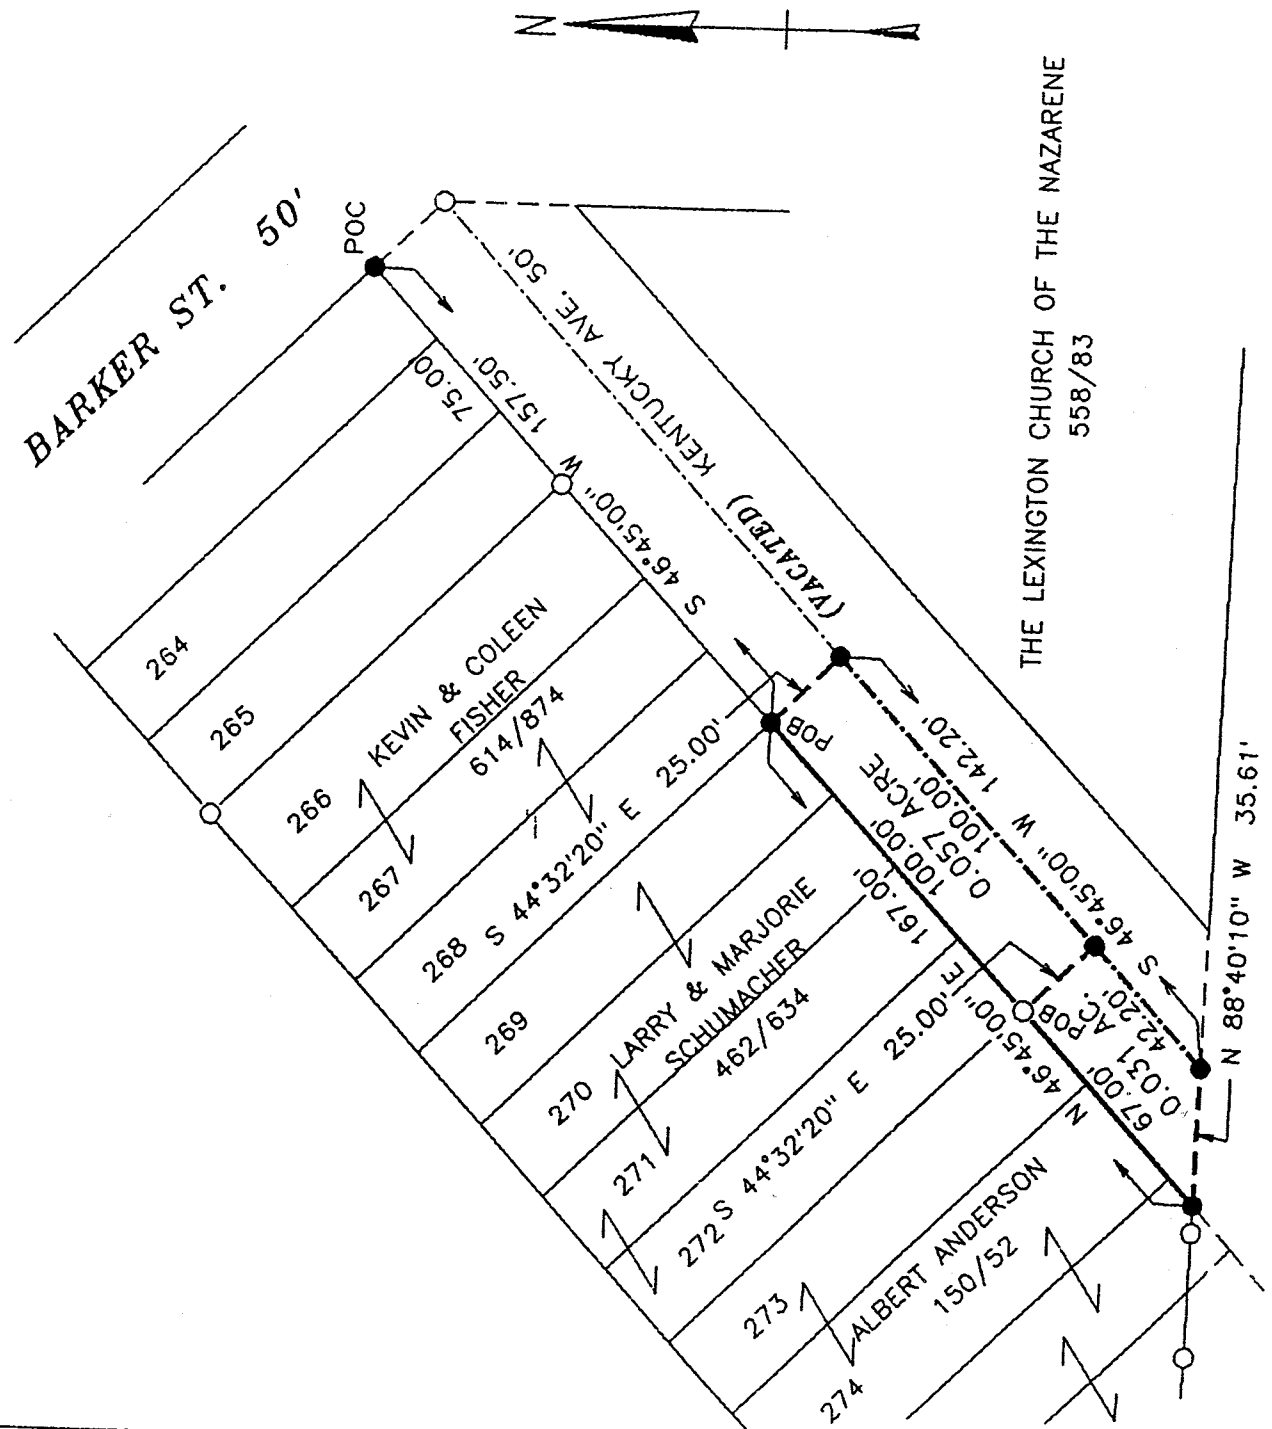 N
BARKER ST. 50'
POC
THE LEXINGTON CHURCH OF THE NAZARENE
558/83
KENTUCKY AVE. 50'
(VACATED)
75.00
S 46°45'00" W 157.50'
264
265
266
KEVIN & COLEEN
FISHER
614/874
267
268
S 44°32'20" E 25.00'
POB
269
270
LARRY & MARJORIE
SCHUMACHER
462/634
271
272
S 44°32'20" E 25.00'
POB
N 46°45'00" E 167.00'
100.00'
0.057 ACRE
100.00'
S 46°45'00" W 142.20'
67.00'
0.031 AC.
42.20'
N 88°40'10" W 35.61'
273
ALBERT ANDERSON
150/52
274